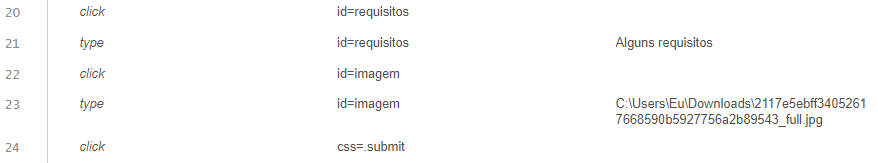 20 click id=requisitos
21 type id=requisitos Alguns requisitos
22 click id=imagem
23 type id=imagem C:\Users\Eu\Downloads\2117e5ebff3405261
7668590b5927756a2b89543_full.jpg
24 click css=.submit